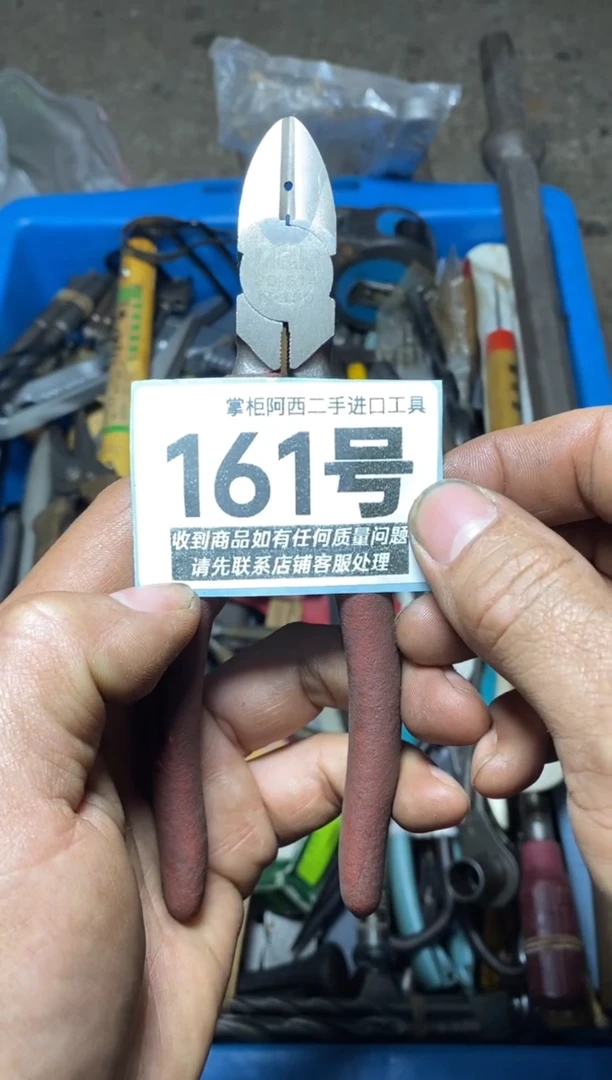 掌柜阿西二手进口工具
161号
收到商品如有任何质量问题
请先联系店铺客服处理